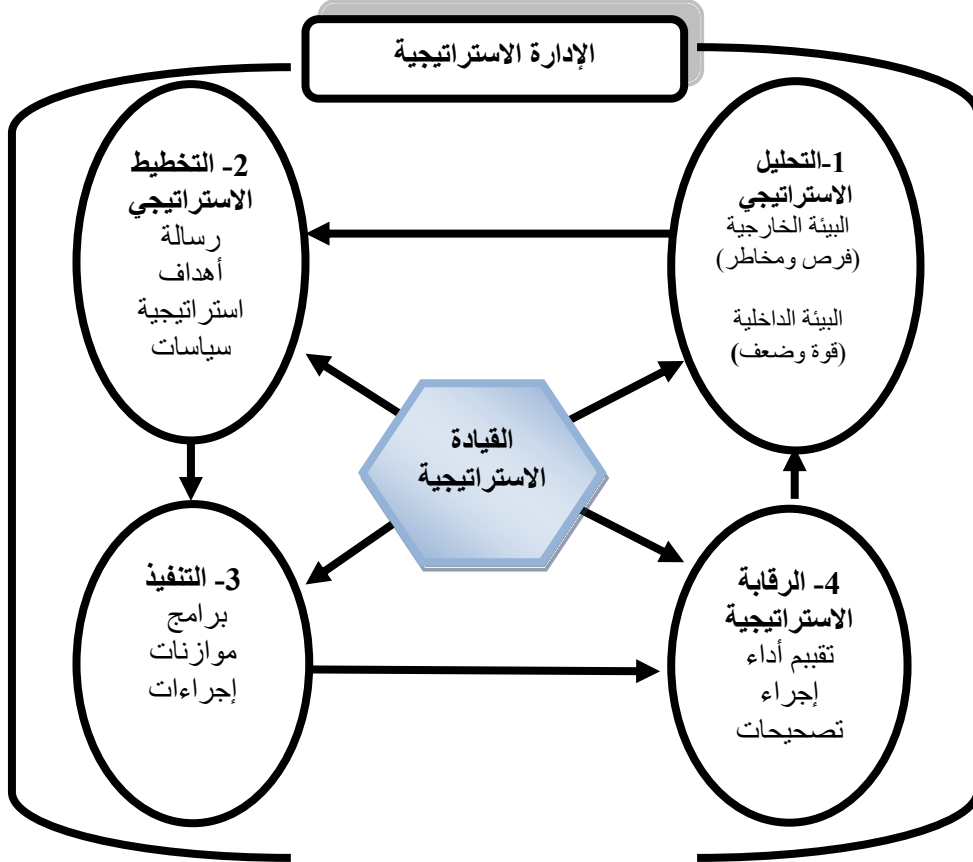 الإدارة الاستراتيجية
1-التحليل
الاستراتيجي
البيئة الخارجية
(فرص ومخاطر)
البيئة الداخلية
(قوة وضعف)
2- التخطيط
الاستراتيجي
رسالة
أهداف
استراتيجية
سياسات
القيادة
الاستراتيجية
3- التنفيذ
برامج
موازنات
إجراءات
4- الرقابة
الاستراتيجية
تقييم أداء
إجراء
تصحيحات